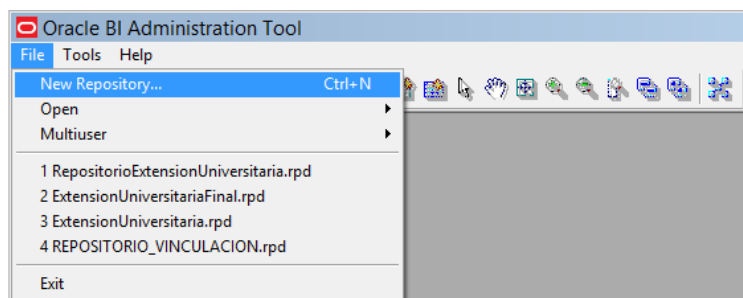 Oracle BI Administration Tool
File Tools Help
New Repository... Ctrl+N
Open
Multiuser
1 RepositorioExtensionUniversitaria.rpd
2 ExtensionUniversitariaFinal.rpd
3 ExtensionUniversitaria.rpd
4 REPOSITORIO_VINCULACION.rpd
Exit